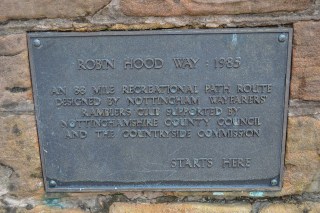 ROBIN HOOD WAY : 1985
AN 88 MILE RECREATIONAL PATH ROUTE
DESIGNED BY NOTTINGHAM WAYFARERS'
RAMBLERS CLUB SUPPORTED BY
NOTTINGHAMSHIRE COUNTY COUNCIL
AND THE COUNTRYSIDE COMMISSION
STARTS HERE